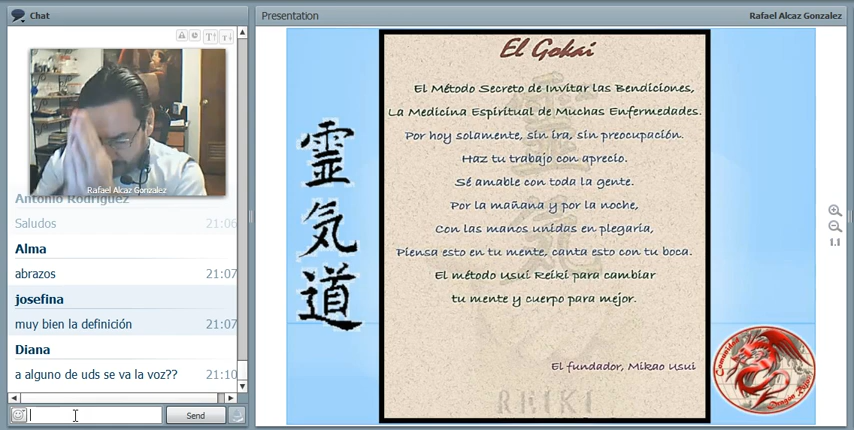 Chat
Rafael Alcaz Gonzalez
Antonio Rodriguez
Saludos 21:06
Alma
abrazos 21:07
josefina
muy bien la definición 21:07
Diana
a alguno de uds se va la voz?? 21:10
Send
Presentation
Rafael Alcaz Gonzalez
靈氣道
El Gokai
El Método Secreto de Invitar las Bendiciones,
La Medicina Espiritual de Muchas Enfermedades.
Por hoy solamente, sin ira, sin preocupación.
Haz tu trabajo con aprecio.
Sé amable con toda la gente.
Por la mañana y por la noche,
Con las manos unidas en plegaria,
Piensa esto en tu mente, canta esto con tu boca.
El método Usui Reiki para cambiar
tu mente y cuerpo para mejor.
El fundador, Mikao Usui
REIKI
Comunidad
1.1